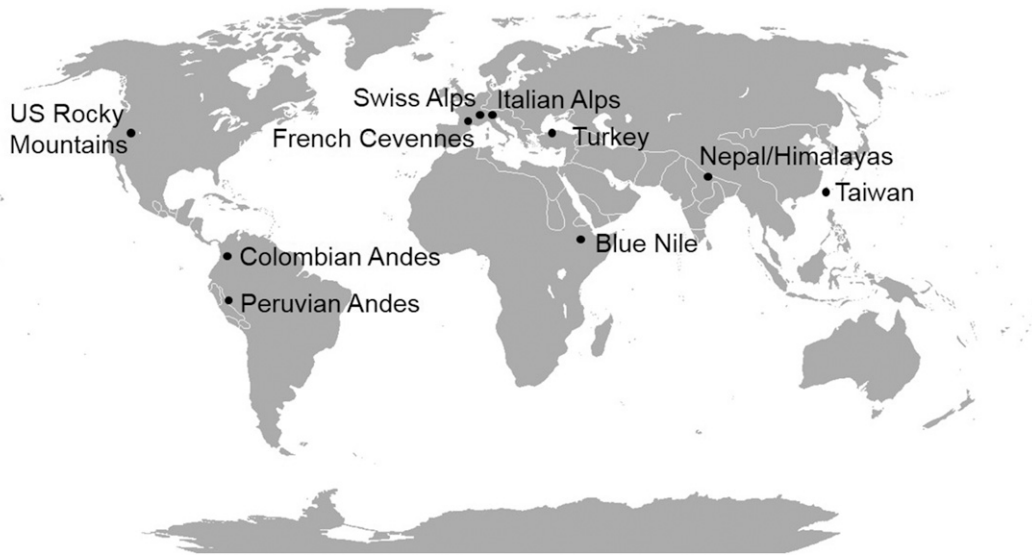 Swiss Alps
Italian Alps
US Rocky
Mountains
French Cevennes
Turkey
Nepal/Himalayas
Taiwan
Blue Nile
Colombian Andes
Peruvian Andes